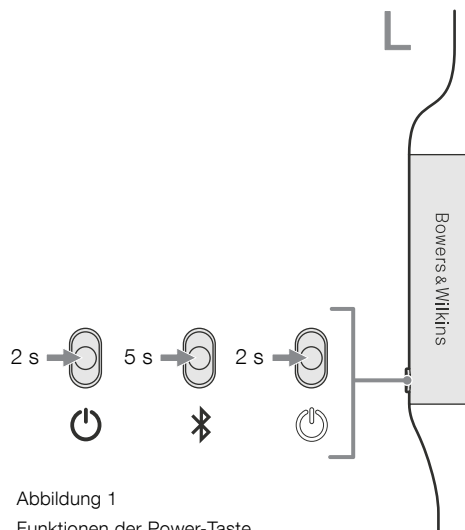 L
Bowers & Wilkins
2 s 5 s 2 s
Abbildung 1
Funktionen der Power-Taste